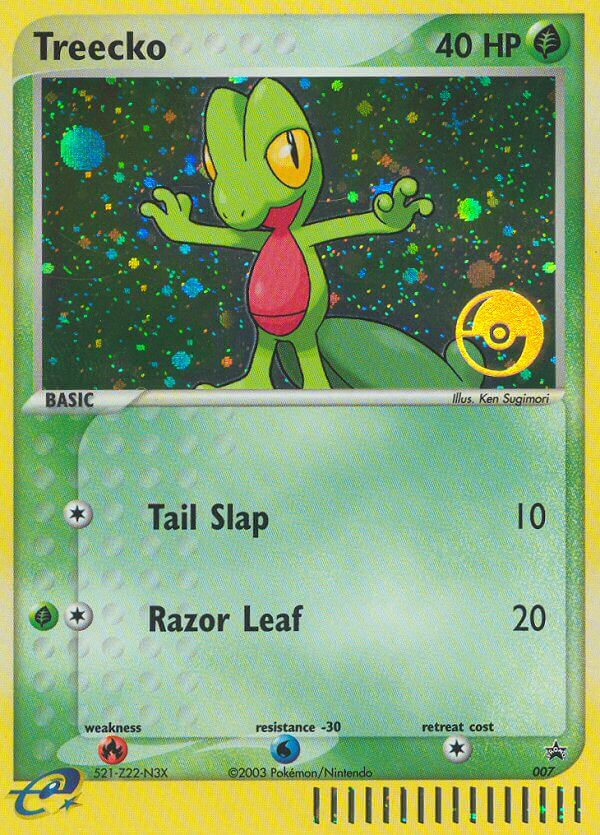 Treecko 40 HP
BASIC Illus. Ken Sugimori
Tail Slap 10
Razor Leaf 20
weakness resistance -30 retreat cost
521-Z22-N3X ©2003 Pokémon/Nintendo 007
e